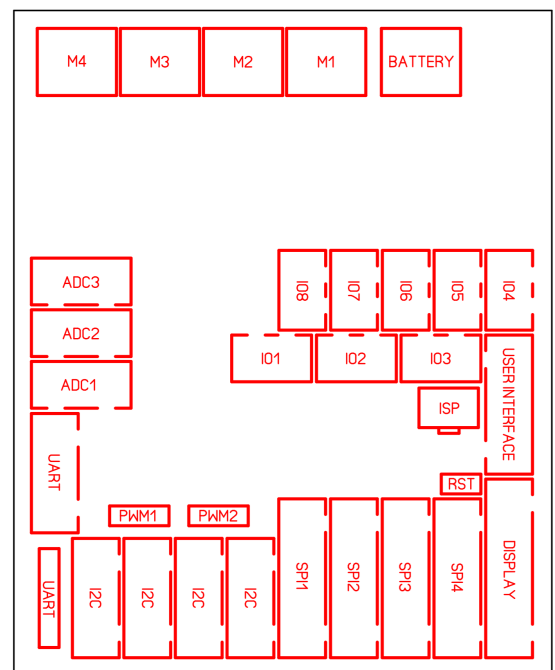 M4
M3
M2
M1
BATTERY
ADC3
ADC2
ADC1
IO8
IO7
IO6
IO5
IO4
IO1
IO2
IO3
ISP
USER INTERFACE
UART
RST
PWM1
PWM2
UART
I2C
I2C
I2C
I2C
SPI1
SPI2
SPI3
SPI4
DISPLAY